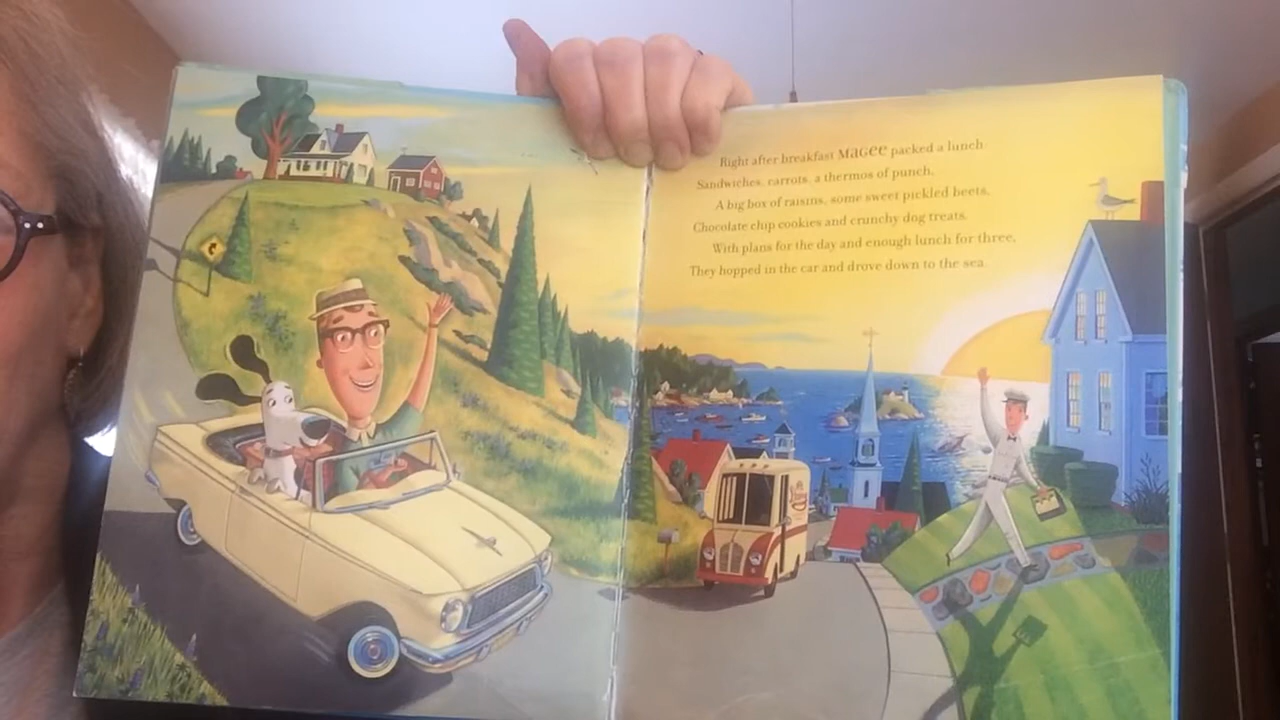 Right after breakfast MAGEE packed a lunch
Sandwiches, carrots, a thermos of punch,
A big box of raisins, some sweet pickled beets,
Chocolate chip cookies and crunchy dog treats.
With plans for the day and enough lunch for three,
They hopped in the car and drove down to the sea.